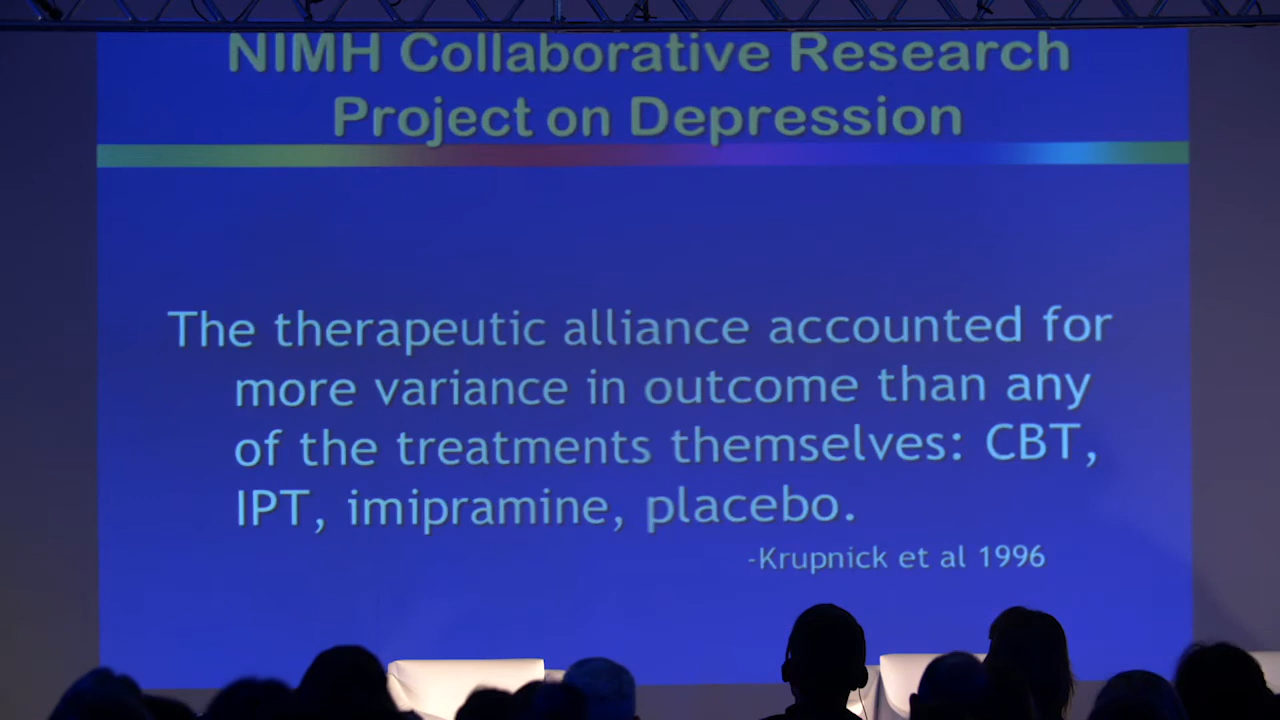 NIMH Collaborative Research
Project on Depression
The therapeutic alliance accounted for
more variance in outcome than any
of the treatments themselves: CBT,
IPT, imipramine, placebo.
-Krupnick et al 1996